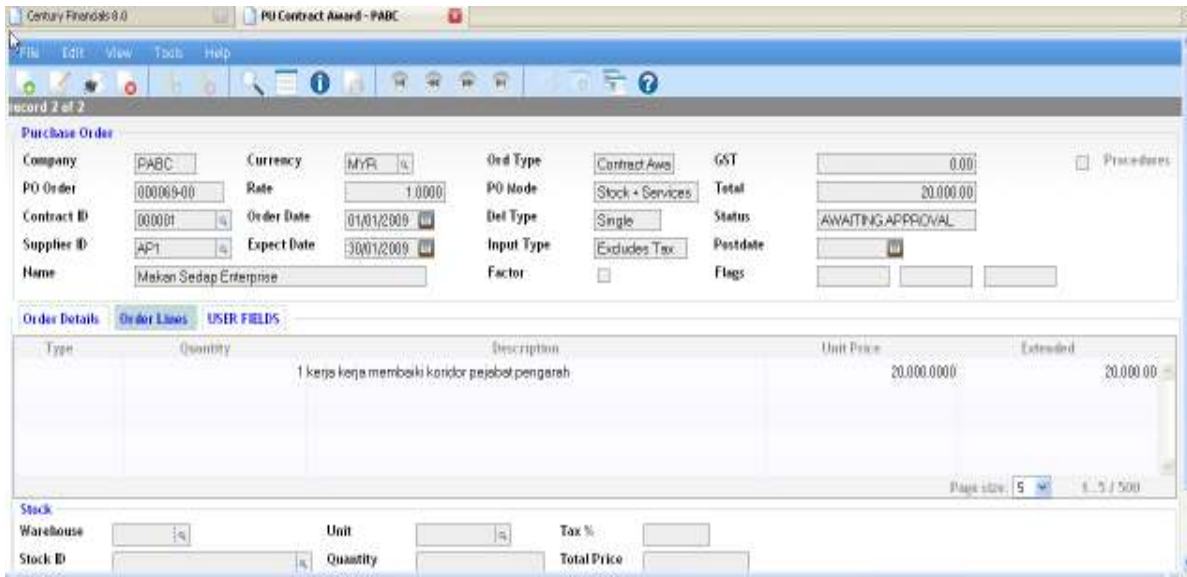 Century Financials 8.0
PU Contract Award - PABC
File Edit View Tools Help
record 2 of 2
Purchase Order
Company PABC Currency MYR Ord Type Contract Awa GST 0.00 Procedures
PO Order 000069-00 Rate 1.0000 PO Mode Stock + Services Total 20.000.00
Contract ID 000001 Order Date 01/01/2009 Del Type Single Status AWAITING APPROVAL
Supplier ID AP1 Expect Date 30/01/2009 Input Type Excludes Tax Postdate
Name Makan Sedap Enterprise Factor Flags
Order Details Order Lines USER FIELDS
Type Quantity Description Unit Price Extended
1 kerja kerja membaiki koridor pejabat pengarah 20.000.0000 20.000.00
Page size: 5 1..5 / 500
Stock
Warehouse Unit Tax %
Stock ID Quantity Total Price